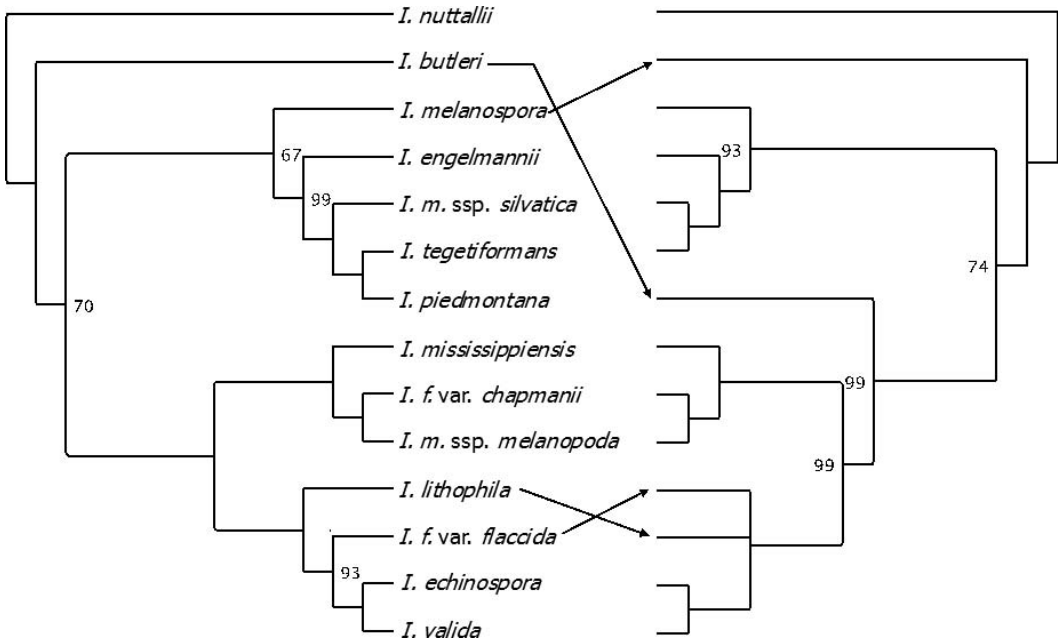 I. nuttallii
I. butleri
I. melanospora
67
I. engelmannii
93
99
I. m. ssp. silvatica
I. tegetiformans
74
I. piedmontana
70
I. mississippiensis
99
I. f. var. chapmanii
I. m. ssp. melanopoda
99
I. lithophila
I. f. var. flaccida
93
I. echinospora
I. valida